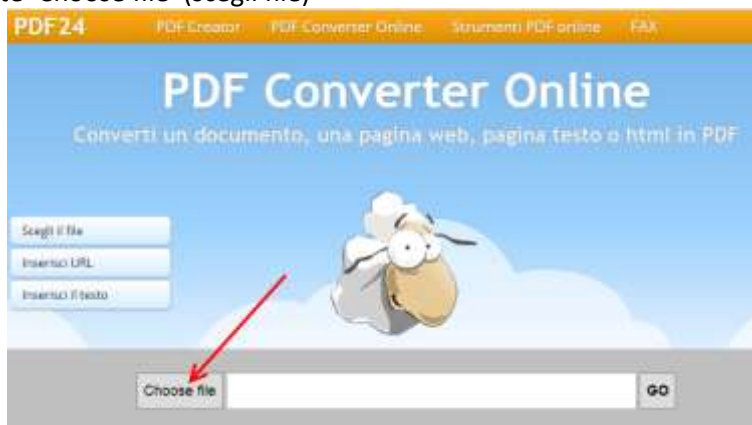 "Choose file" (scegli file)
PDF24 PDF Creator PDF Converter Online Strumenti PDF online FAX
PDF Converter Online
Converti un documento, una pagina web, pagina testo o html in PDF
Scegli il file
Inserisci URL
Inserisci il testo
Choose file GO